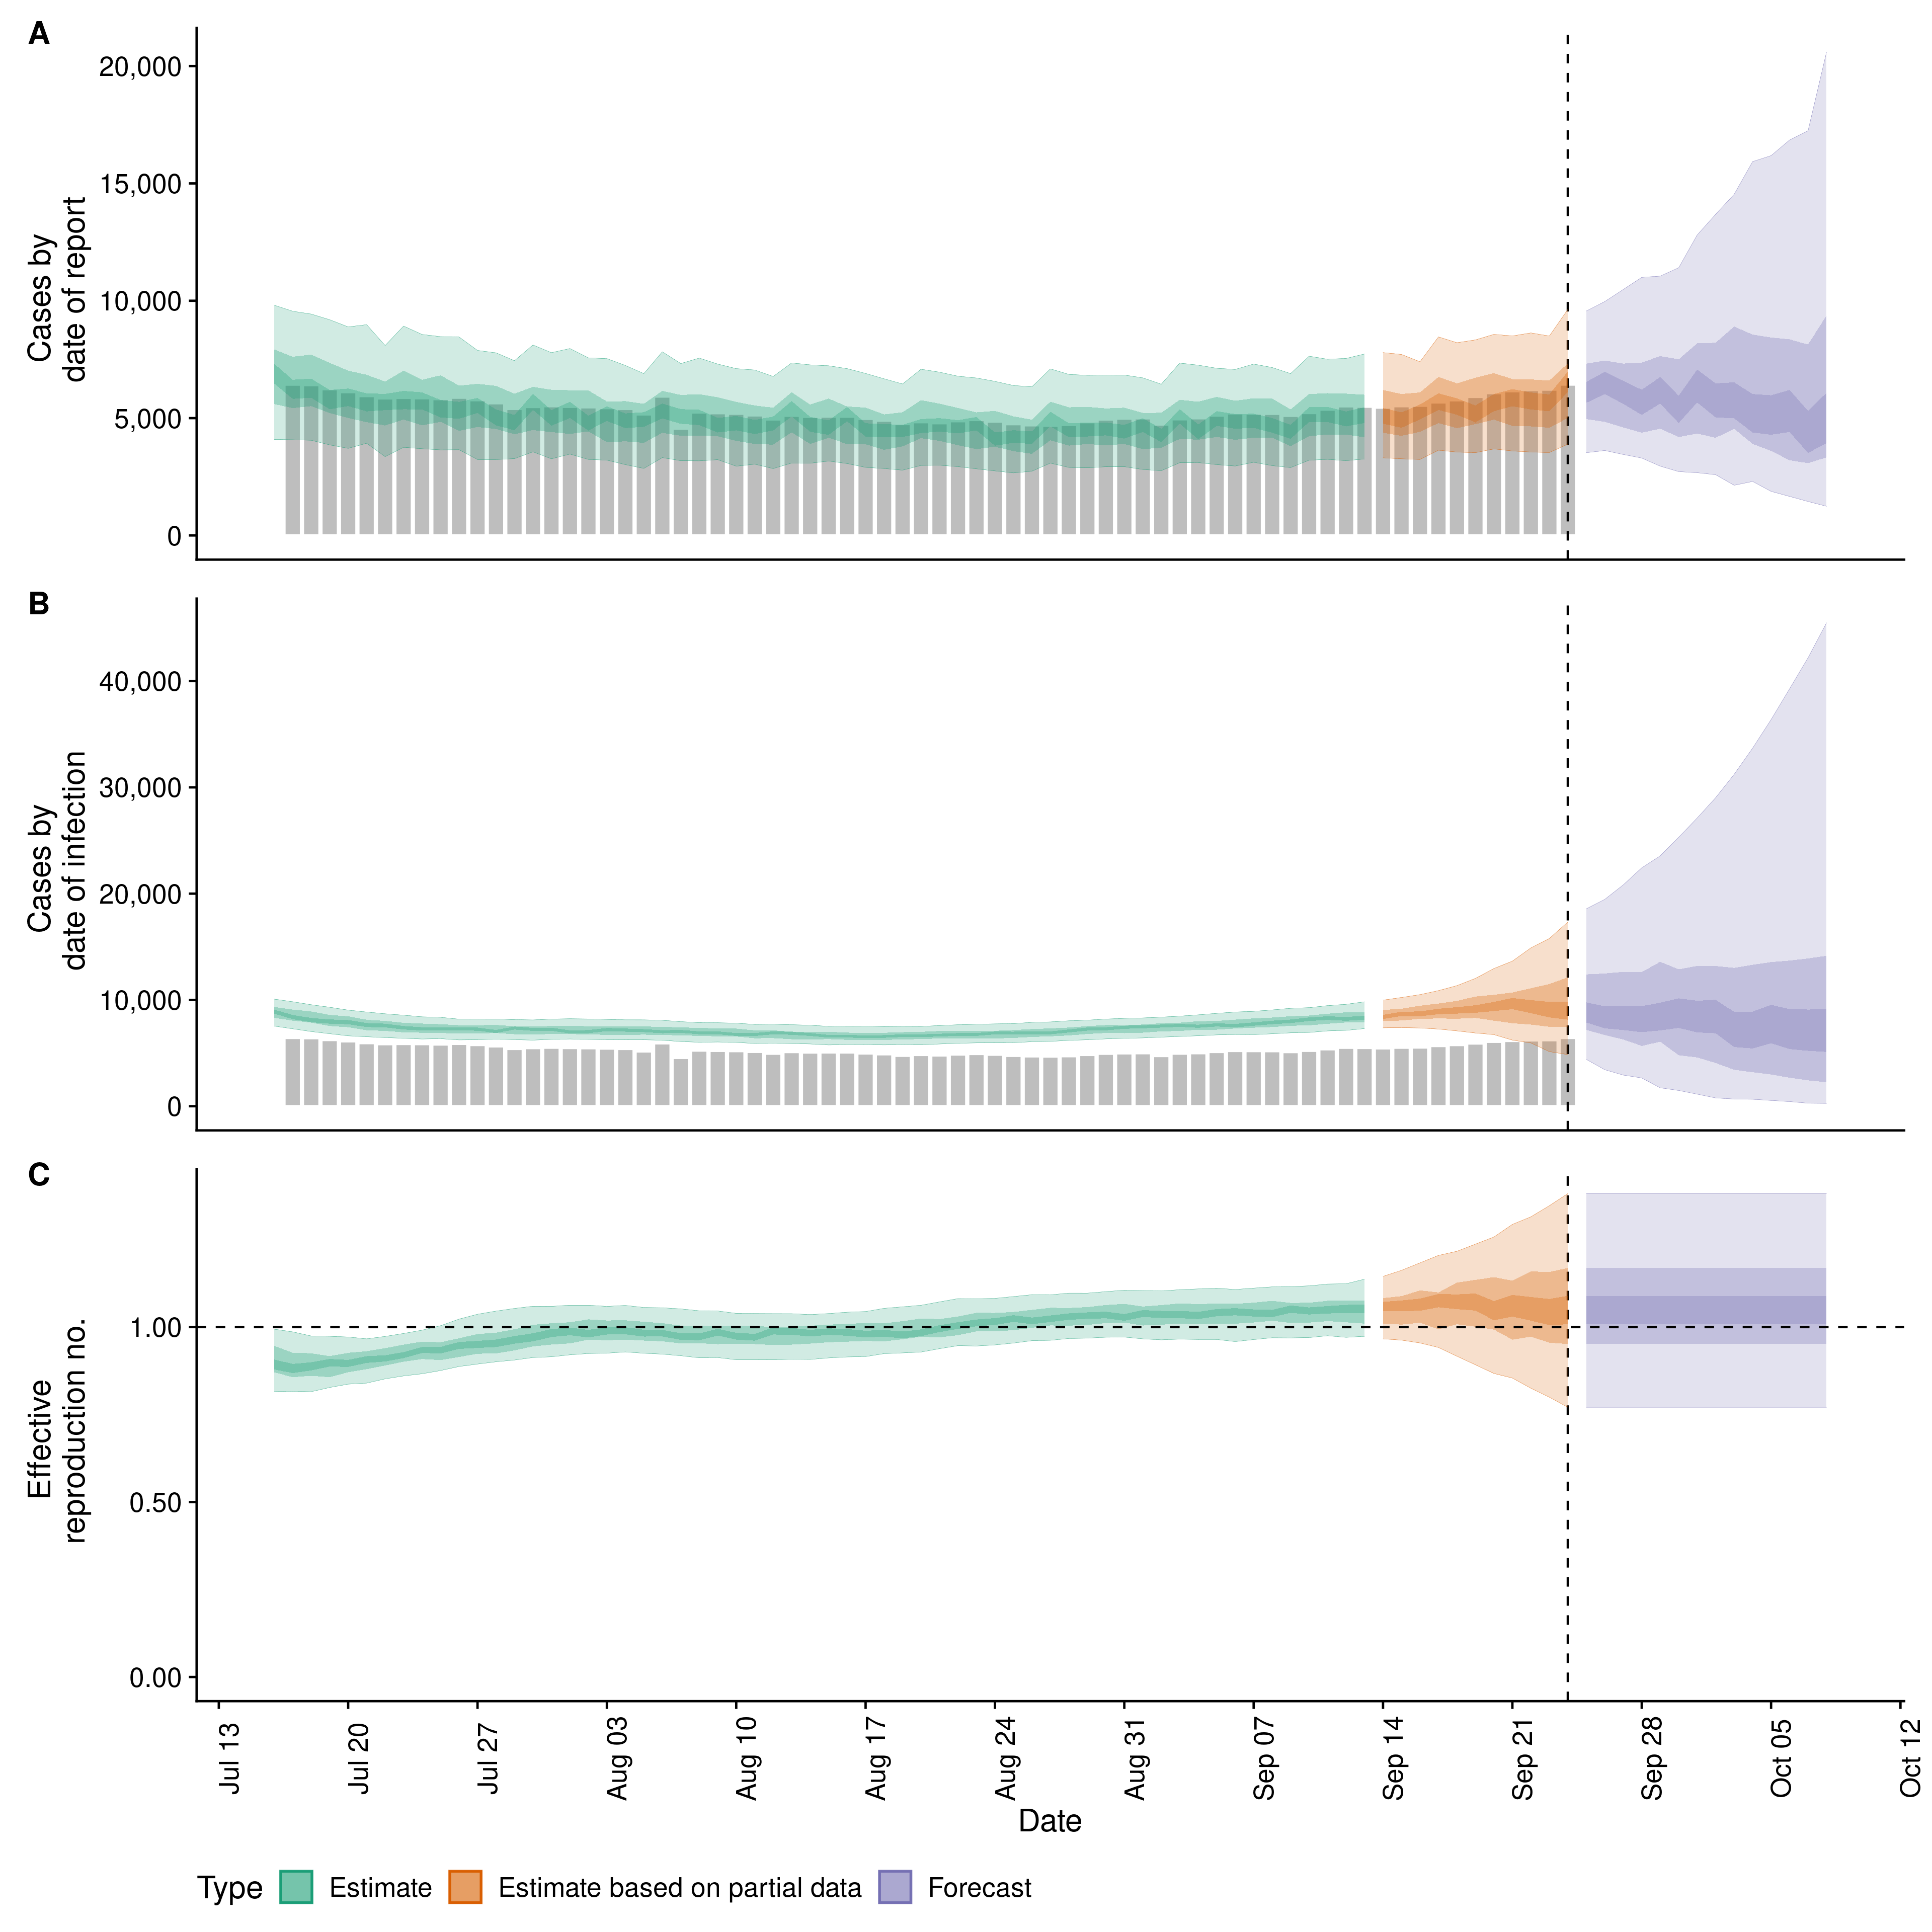 A
20,000
15,000
10,000
5,000
0
Cases by
date of report
B
40,000
30,000
20,000
10,000
0
Cases by
date of infection
C
1.00
0.50
0.00
Effective
reproduction no.
Jul 13
Jul 20
Jul 27
Aug 03
Aug 10
Aug 17
Aug 24
Aug 31
Sep 07
Sep 14
Sep 21
Sep 28
Oct 05
Oct 12
Date
Type Estimate Estimate based on partial data Forecast